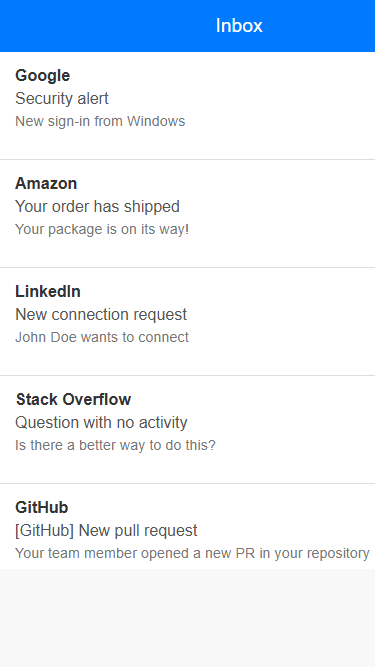 Inbox
Google
Security alert
New sign-in from Windows
Amazon
Your order has shipped
Your package is on its way!
LinkedIn
New connection request
John Doe wants to connect
Stack Overflow
Question with no activity
Is there a better way to do this?
GitHub
[GitHub] New pull request
Your team member opened a new PR in your repository